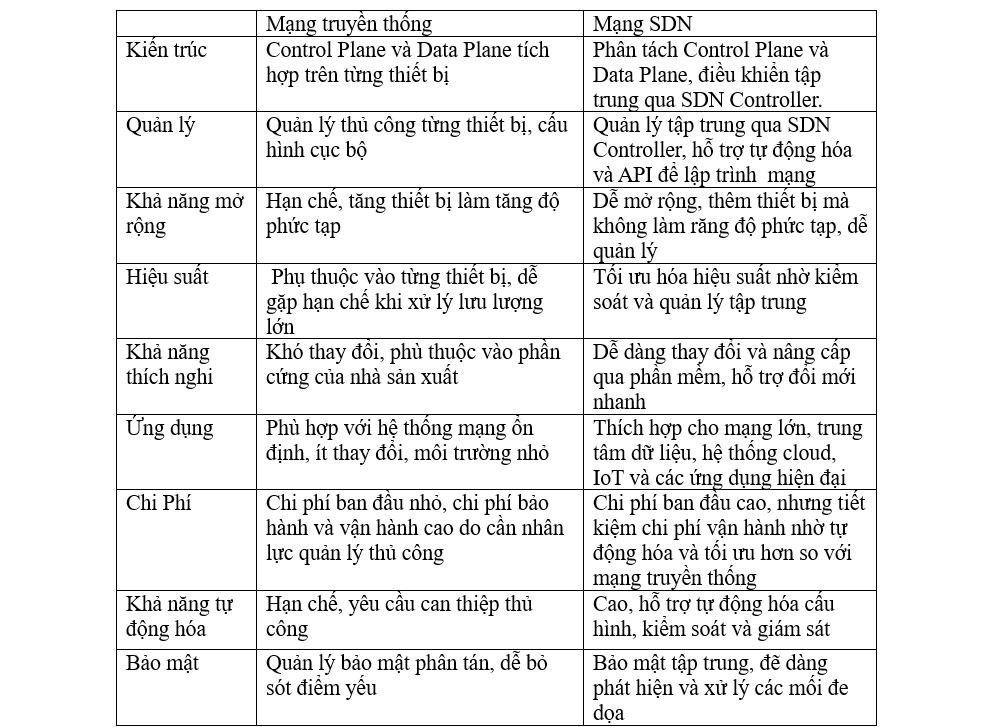 Mạng truyền thống
Mạng SDN
Kiến trúc
Control Plane và Data Plane tích
hợp trên từng thiết bị
Phân tách Control Plane và
Data Plane, điều khiển tập
trung qua SDN Controller.
Quản lý
Quản lý thủ công từng thiết bị, cấu
hình cục bộ
Quản lý tập trung qua SDN
Controller, hỗ trợ tự động hóa
và API để lập trình  mạng
Khả năng mở
rộng
Hạn chế, tăng thiết bị làm tăng độ
phức tạp
Dễ mở rộng, thêm thiết bị mà
không làm răng độ phức tạp, dễ
quản lý
Hiệu suất
Phụ thuộc vào từng thiết bị, dễ
gặp hạn chế khi xử lý lưu lượng
lớn
Tối ưu hóa hiệu suất nhờ kiểm
soát và quản lý tập trung
Khả năng
thích nghi
Khó thay đổi, phù thuộc vào phần
cứng của nhà sản xuất
Dễ dàng thay đổi và nâng cấp
qua phần mếm, hỗ trợ đổi mới
nhanh
Ứng dụng
Phù hợp với hệ thống mạng ổn
định, ít thay đổi, môi trường nhỏ
Thích hợp cho mạng lớn, trung
tâm dữ liệu, hệ thống cloud,
IoT và các ứng dụng hiện đại
Chi Phí
Chi phí ban đầu nhỏ, chi phí bảo
hành và vận hành cao do cần nhân
lực quản lý thủ công
Chi phí ban đầu cao, nhưng tiết
kiệm chi phí vận hành nhờ tự
động hóa và tối ưu hơn so với
mạng truyền thống
Khả năng tự
động hóa
Hạn chế, yêu cầu can thiệp thủ
công
Cao, hỗ trợ tự động hóa cấu
hình, kiểm soát và giám sát
Bảo mật
Quản lý bảo mật phân tán, dễ bỏ
sót điểm yếu
Bảo mật tập trung, đẽ dàng
phát hiện và xử lý các mối đe
dọa